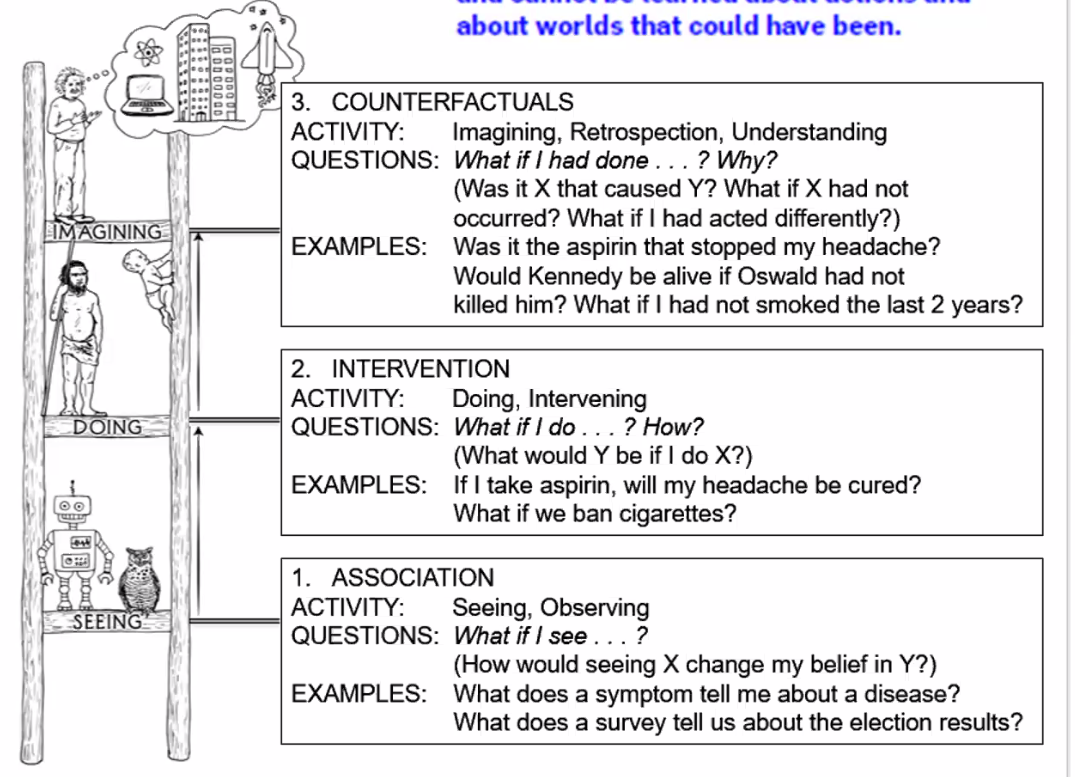 about worlds that could have been.
3. COUNTERFACTUALS
ACTIVITY: Imagining, Retrospection, Understanding
QUESTIONS: What if I had done . . . ? Why?
(Was it X that caused Y? What if X had not
occurred? What if I had acted differently?)
EXAMPLES: Was it the aspirin that stopped my headache?
Would Kennedy be alive if Oswald had not
killed him? What if I had not smoked the last 2 years?
IMAGINING
2. INTERVENTION
ACTIVITY: Doing, Intervening
QUESTIONS: What if I do . . . ? How?
(What would Y be if I do X?)
EXAMPLES: If I take aspirin, will my headache be cured?
What if we ban cigarettes?
DOING
1. ASSOCIATION
ACTIVITY: Seeing, Observing
QUESTIONS: What if I see . . . ?
(How would seeing X change my belief in Y?)
EXAMPLES: What does a symptom tell me about a disease?
What does a survey tell us about the election results?
SEEING